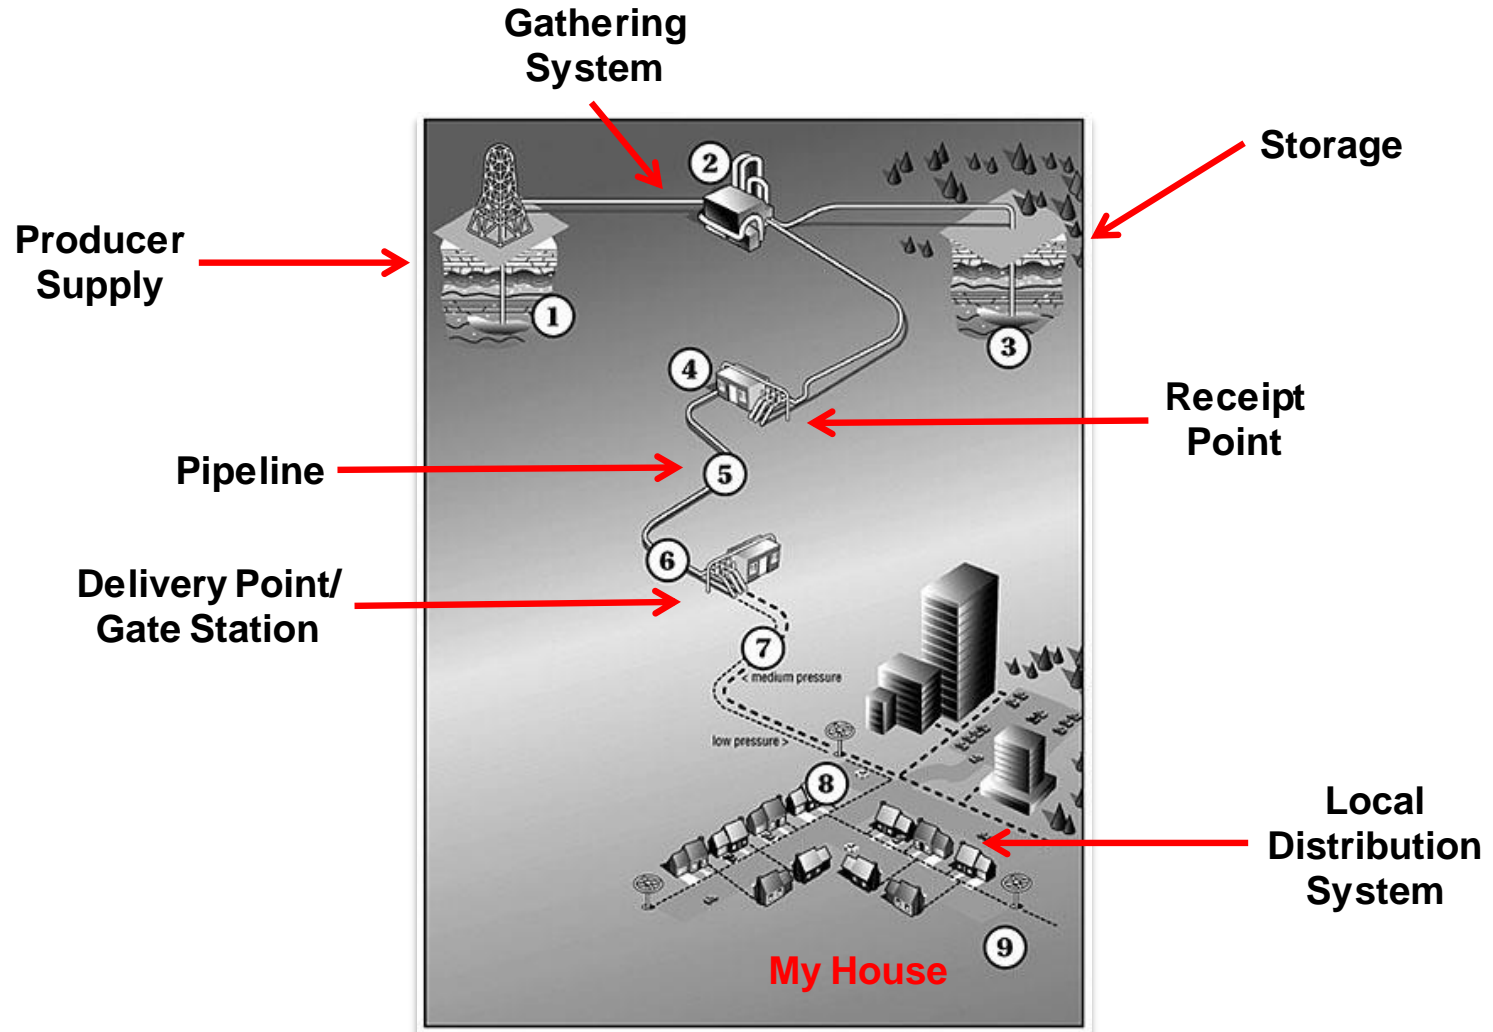 Gathering
System
Storage
Producer
Supply
Receipt
Point
Pipeline
Delivery Point/
Gate Station
Local
Distribution
System
My House
1
2
3
4
5
6
7
< medium pressure
low pressure >
8
9